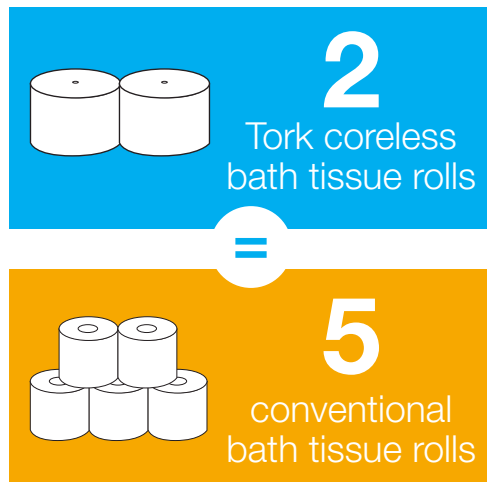 2
Tork coreless
bath tissue rolls
=
5
conventional
bath tissue rolls